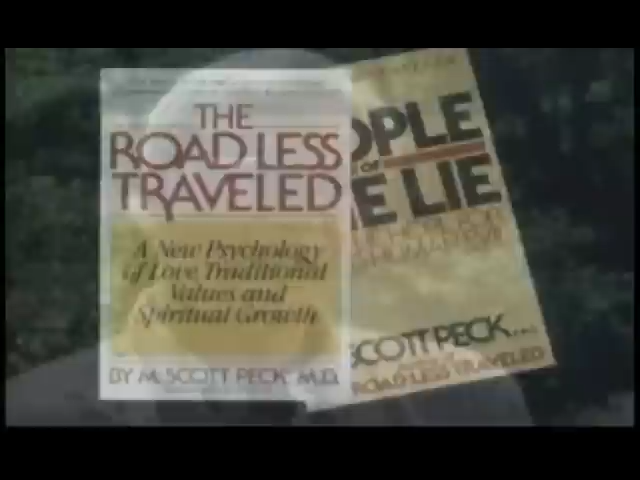 THE
ROAD LESS
TRAVELED
A New Psychology
of Love, Traditional
Values and
Spiritual Growth
BY M. SCOTT PECK, M.D.
OPLE
OF
E LIE
SCOTT PECK
ROAD LESS TRAVELED